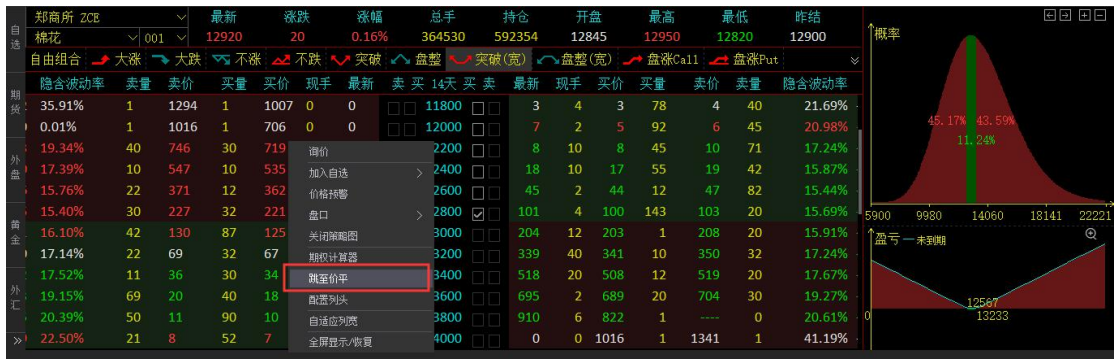 郑商所 ZCE 最新 涨跌 涨幅 总手 持仓 开盘 最高 最低 昨结
棉花 001 12920 20 0.16% 364530 592354 12845 12950 12820 12900
自选
自由组合 大涨 大跌 不涨 不跌 突破 盘整 突破(宽) 盘整(宽) 盘涨Call 盘涨Put
隐含波动率 卖量 卖价 买量 买价 现手 最新 卖 买 14天 买 卖 最新 现手 买价 买量 卖价 卖量 隐含波动率
期货
35.91% 1 1294 1 1007 0 0 11800 3 4 3 78 4 40 21.69%
0.01% 1 1016 1 706 0 0 12000 7 2 5 92 6 45 20.98%
外盘
19.34% 40 746 30 719 2200 8 10 8 45 10 71 17.24%
17.39% 10 547 10 535 2400 18 10 17 55 19 42 15.87%
15.76% 22 371 12 362 2600 45 2 44 12 47 82 15.44%
15.40% 30 227 32 221 2800 101 4 100 143 103 20 15.69%
黄金
16.10% 42 130 87 125 3000 204 12 203 1 208 20 15.91%
17.14% 22 69 32 67 3200 339 40 341 10 350 32 17.24%
17.52% 11 36 30 34 3400 518 20 508 12 519 20 17.67%
外汇
19.15% 69 20 40 18 3600 695 2 689 20 704 30 19.27%
20.39% 50 11 90 10 3800 910 6 822 1 ---- 0 20.61%
22.50% 21 8 52 7 4000 0 0 1016 1 1341 1 41.19%
询价
加入自选 >
价格预警
盘口 >
关闭策略图
期权计算器
跳至价平
配置列头
自适应列宽
全屏显示/恢复
概率
45.17% 43.59%
11.24%
5900 9980 14060 18141 22221
盈亏 — 未到期
12567
0 13233